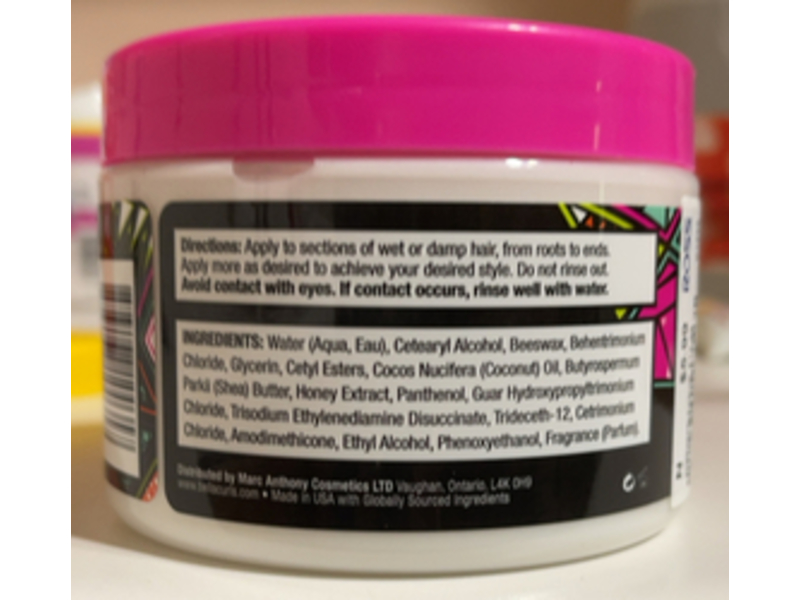 Directions: Apply to sections of wet or damp hair, from roots to ends.
Apply more as desired to achieve your desired style. Do not rinse out.
Avoid contact with eyes. If contact occurs, rinse well with water.
INGREDIENTS: Water (Aqua, Eau), Cetearyl Alcohol, Beeswax, Behentrimonium
Chloride, Glycerin, Cetyl Esters, Cocos Nucifera (Coconut) Oil, Butyrospermum
Parkii (Shea) Butter, Honey Extract, Panthenol, Guar Hydroxypropyltrimonium
Chloride, Trisodium Ethylenediamine Disuccinate, Trideceth-12, Cetrimonium
Chloride, Amodimethicone, Ethyl Alcohol, Phenoxyethanol, Fragrance (Parfum).
Distributed by Marc Anthony Cosmetics LTD Vaughan, Ontario, L4K 0H9
www.bellacurls.com • Made in USA with Globally Sourced Ingredients